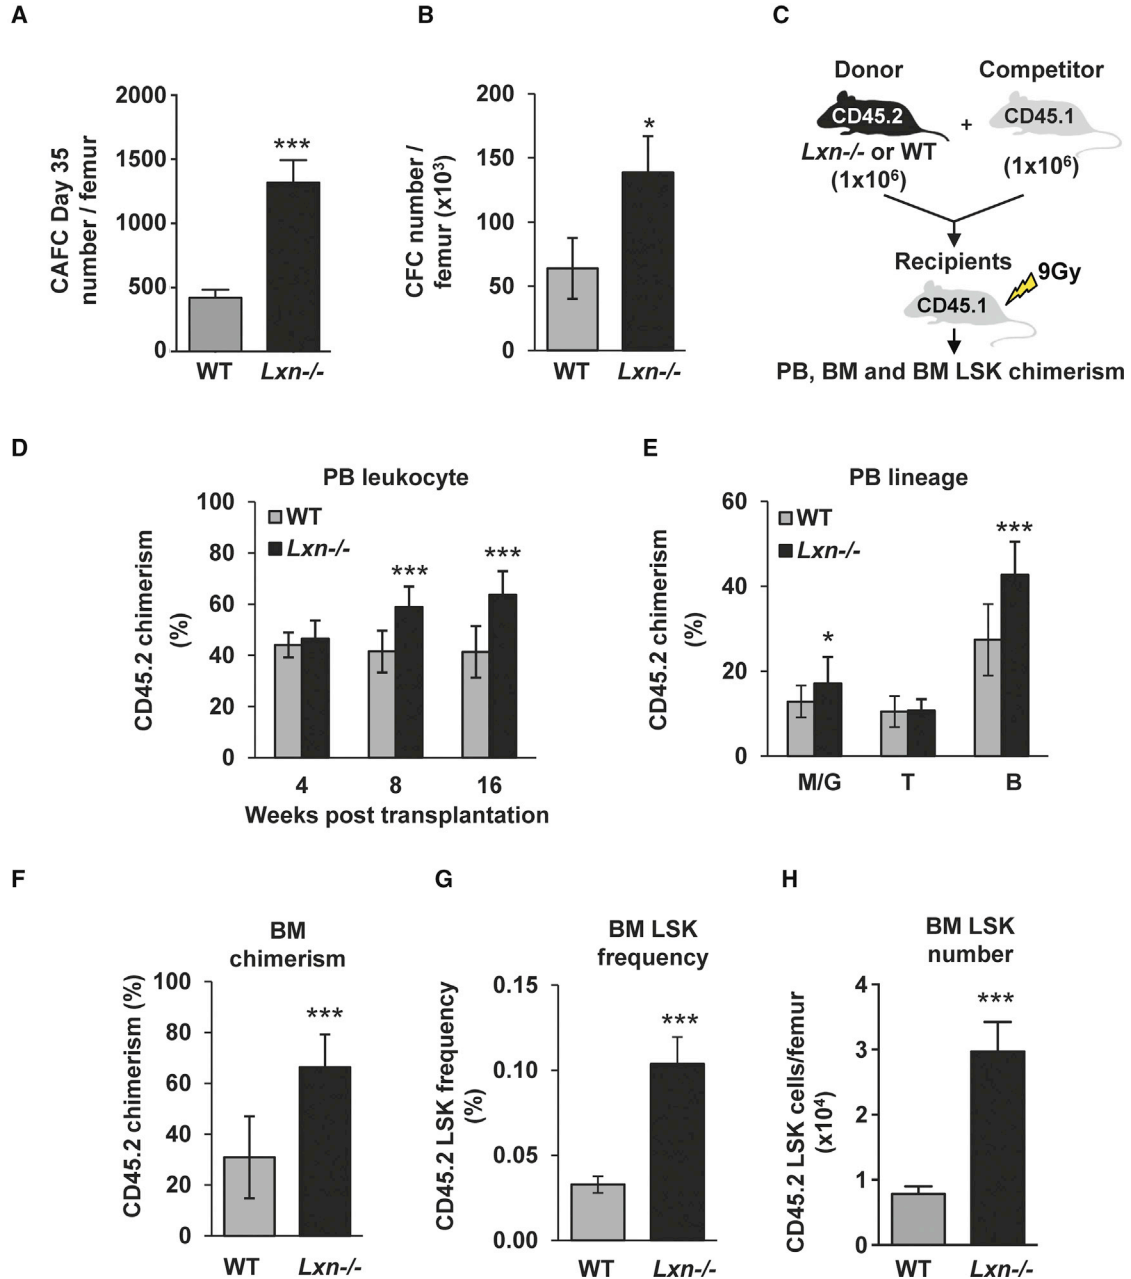 A
CAFC Day 35
number / femur
2000
1500
1000
500
0
***
WT
Lxn-/-
B
CFC number /
femur (x10³)
200
150
100
50
0
*
WT
Lxn-/-
C
Donor
Competitor
CD45.2
+
CD45.1
Lxn-/- or WT
(1x10⁶)
(1x10⁶)
Recipients
9Gy
CD45.1
PB, BM and BM LSK chimerism
D
PB leukocyte
CD45.2 chimerism
(%)
100
80
60
40
20
0
WT
Lxn-/-
***
***
4
8
16
Weeks post transplantation
E
PB lineage
CD45.2 chimerism
(%)
60
40
20
0
WT
Lxn-/-
*
***
M/G
T
B
F
BM
chimerism
CD45.2 chimerism (%)
100
80
60
40
20
0
***
WT
Lxn-/-
G
BM LSK
frequency
CD45.2 LSK frequency
(%)
0.15
0.10
0.05
0.00
***
WT
Lxn-/-
H
BM LSK
number
CD45.2 LSK cells/femur
(x10⁴)
4
3
2
1
0
***
WT
Lxn-/-